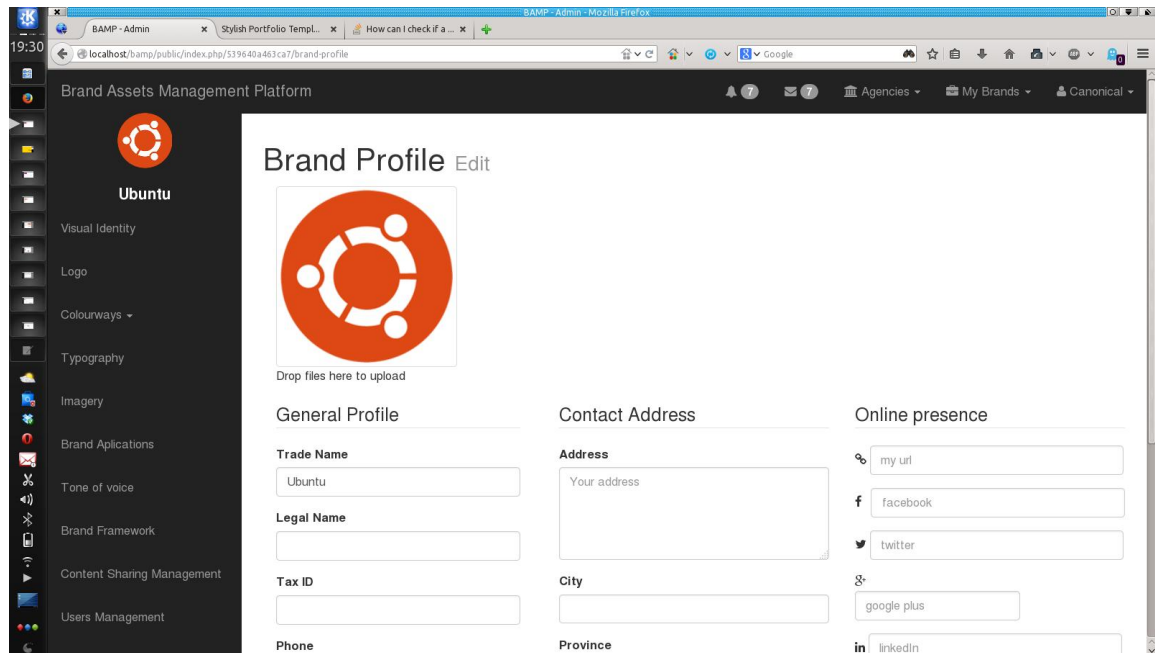 BAMP - Admin - Mozilla Firefox
BAMP - Admin
Stylish Portfolio Templ...
How can I check if a ...
19:30
localhost/bamp/public/index.php/539640a463ca7/brand-profile
Google
0
Brand Assets Management Platform
7
7
Agencies
My Brands
Canonical
Ubuntu
Visual Identity
Logo
Colourways
Typography
Imagery
Brand Aplications
Tone of voice
Brand Framework
Content Sharing Management
Users Management
Brand Profile Edit
Drop files here to upload
General Profile
Trade Name
Ubuntu
Legal Name
Tax ID
Phone
Contact Address
Address
Your address
City
Province
Online presence
my url
facebook
twitter
google plus
linkedIn